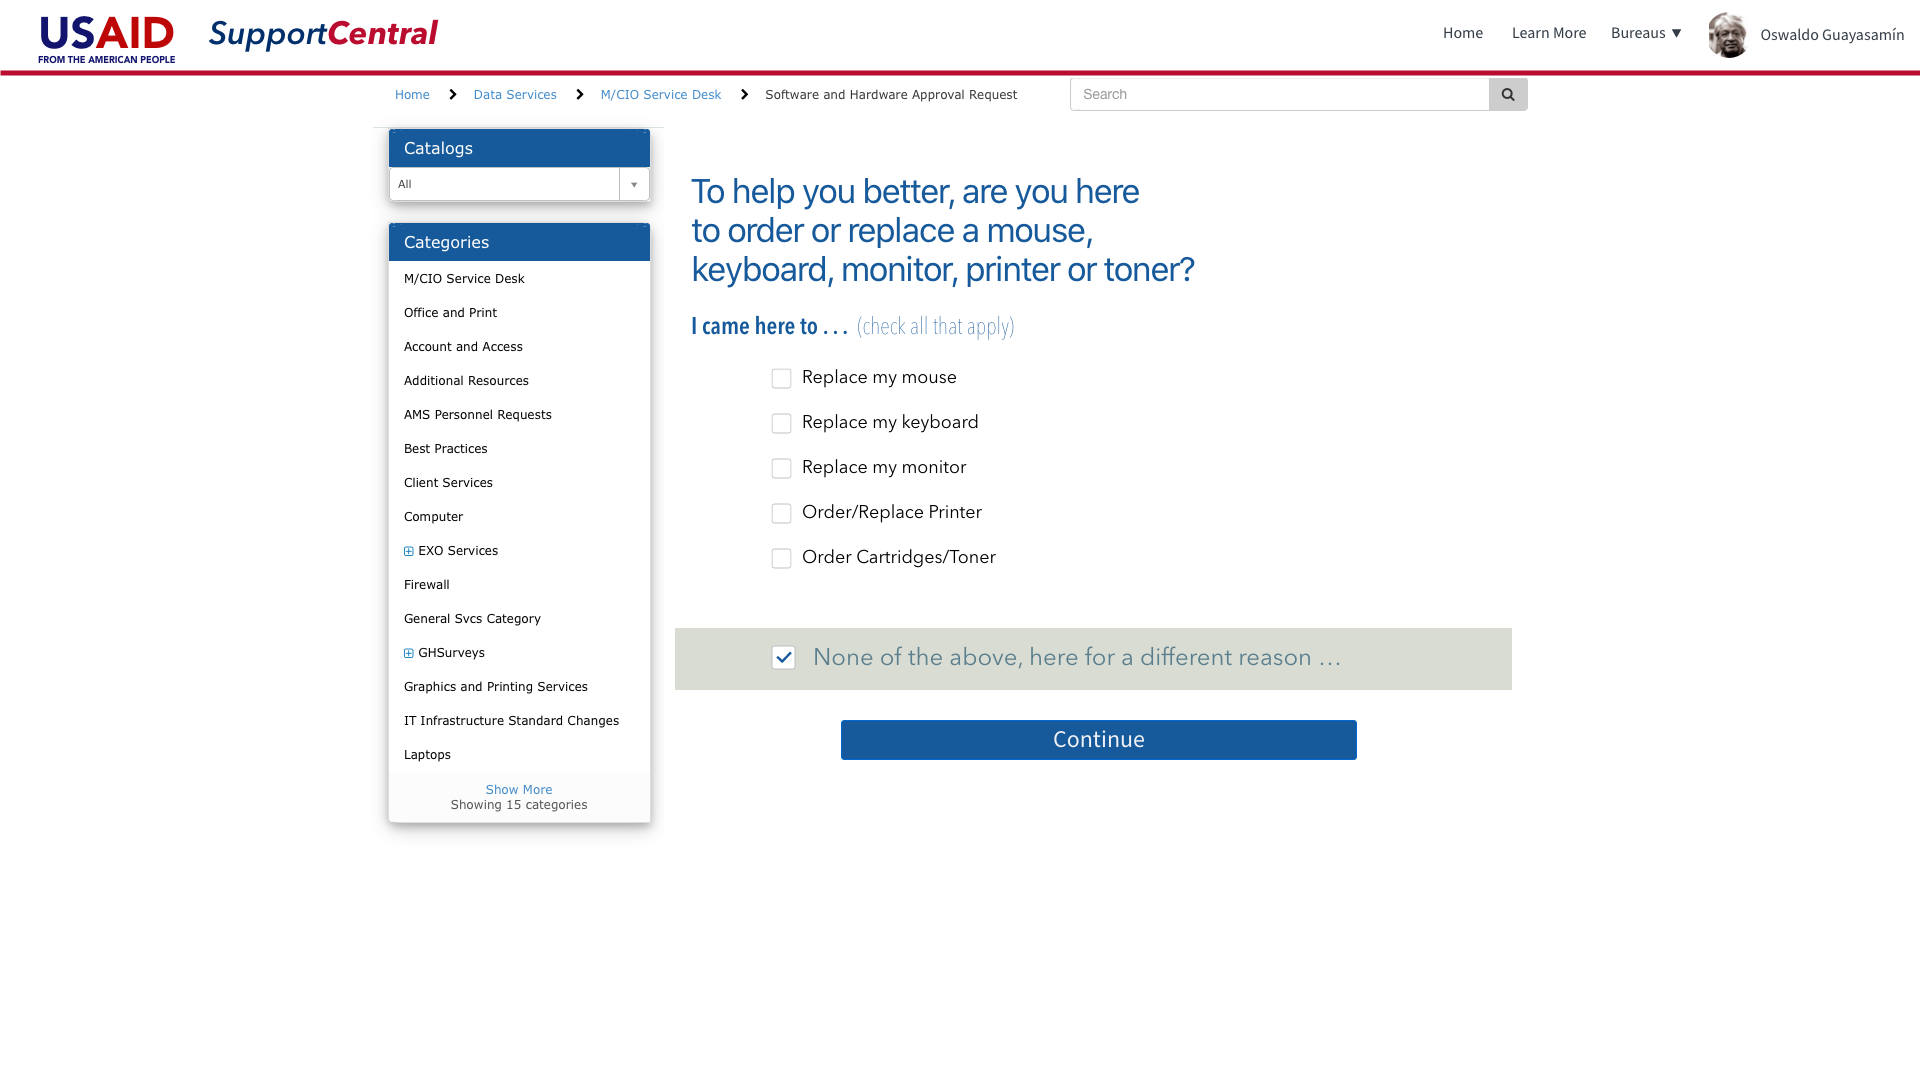 USAID
FROM THE AMERICAN PEOPLE
SupportCentral
Home Learn More Bureaus ▼ Oswaldo Guayasamín
Home > Data Services > M/CIO Service Desk > Software and Hardware Approval Request
Search
Catalogs
All
Categories
M/CIO Service Desk
Office and Print
Account and Access
Additional Resources
AMS Personnel Requests
Best Practices
Client Services
Computer
EXO Services
Firewall
General Svcs Category
GHSurveys
Graphics and Printing Services
IT Infrastructure Standard Changes
Laptops
Show More
Showing 15 categories
To help you better, are you here
to order or replace a mouse,
keyboard, monitor, printer or toner?
I came here to . . . (check all that apply)
Replace my mouse
Replace my keyboard
Replace my monitor
Order/Replace Printer
Order Cartridges/Toner
None of the above, here for a different reason …
Continue